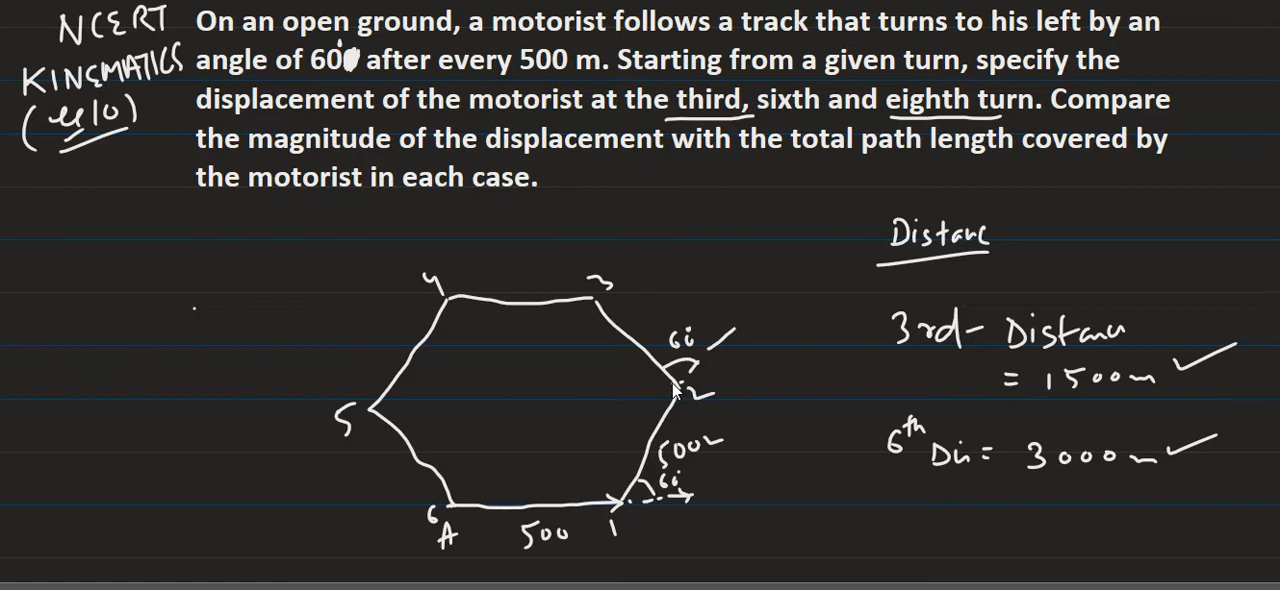 NCERT
KINEMATICS
(4.10)
On an open ground, a motorist follows a track that turns to his left by an
angle of 60° after every 500 m. Starting from a given turn, specify the
displacement of the motorist at the third, sixth and eighth turn. Compare
the magnitude of the displacement with the total path length covered by
the motorist in each case.
Distance
4
3
60°
3rd - Distance
= 1500m
2
5
500
6th Dis = 3000m
60°
6
A
500
1